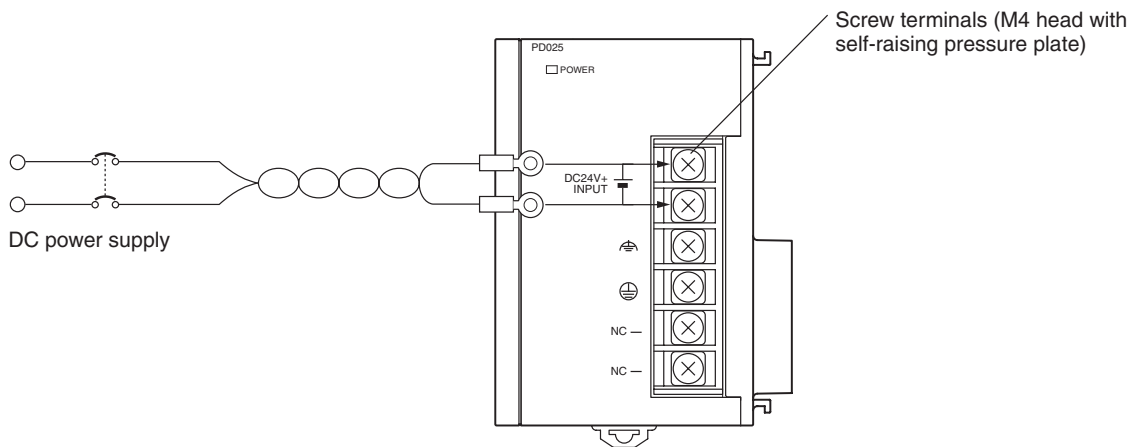 Screw terminals (M4 head with
self-raising pressure plate)
PD025
POWER
DC24V+
INPUT
DC power supply
NC
NC